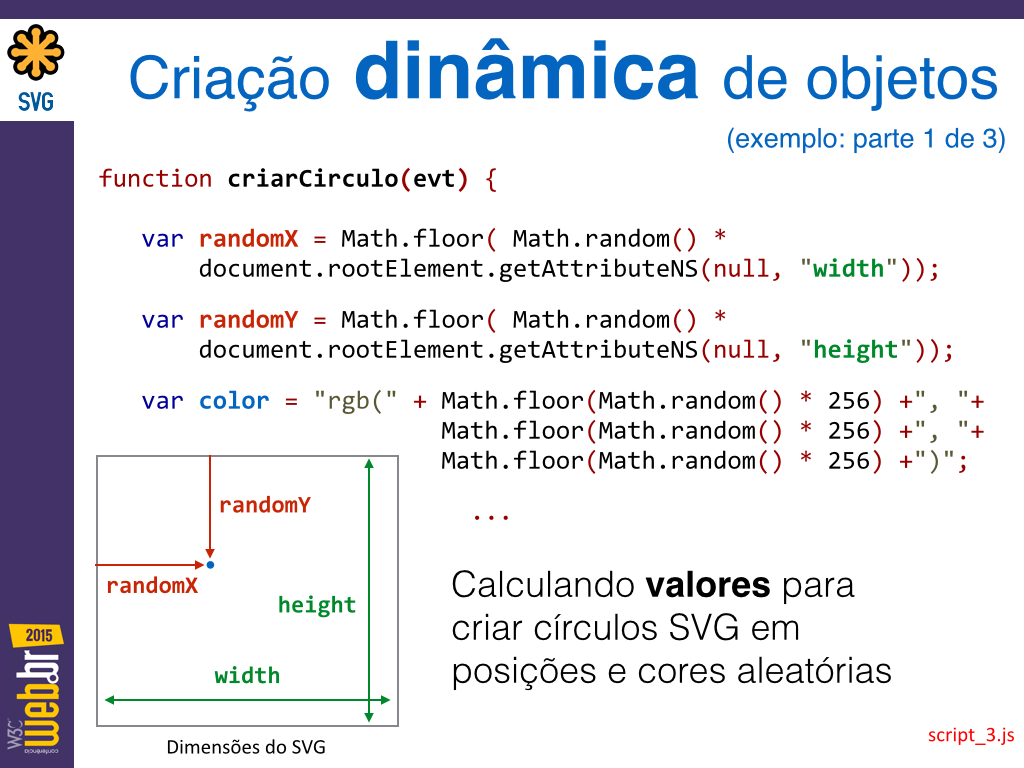 SVG
Criação dinâmica de objetos
(exemplo: parte 1 de 3)
function criarCirculo(evt) {
var randomX = Math.floor( Math.random() *
document.rootElement.getAttributeNS(null, "width"));
var randomY = Math.floor( Math.random() *
document.rootElement.getAttributeNS(null, "height"));
var color = "rgb(" + Math.floor(Math.random() * 256) +", "+
Math.floor(Math.random() * 256) +", "+
Math.floor(Math.random() * 256) +")";
...
randomY
randomX
height
width
Dimensões do SVG
Calculando valores para
criar círculos SVG em
posições e cores aleatórias
script_3.js
2015
W3C
conferência
web.br